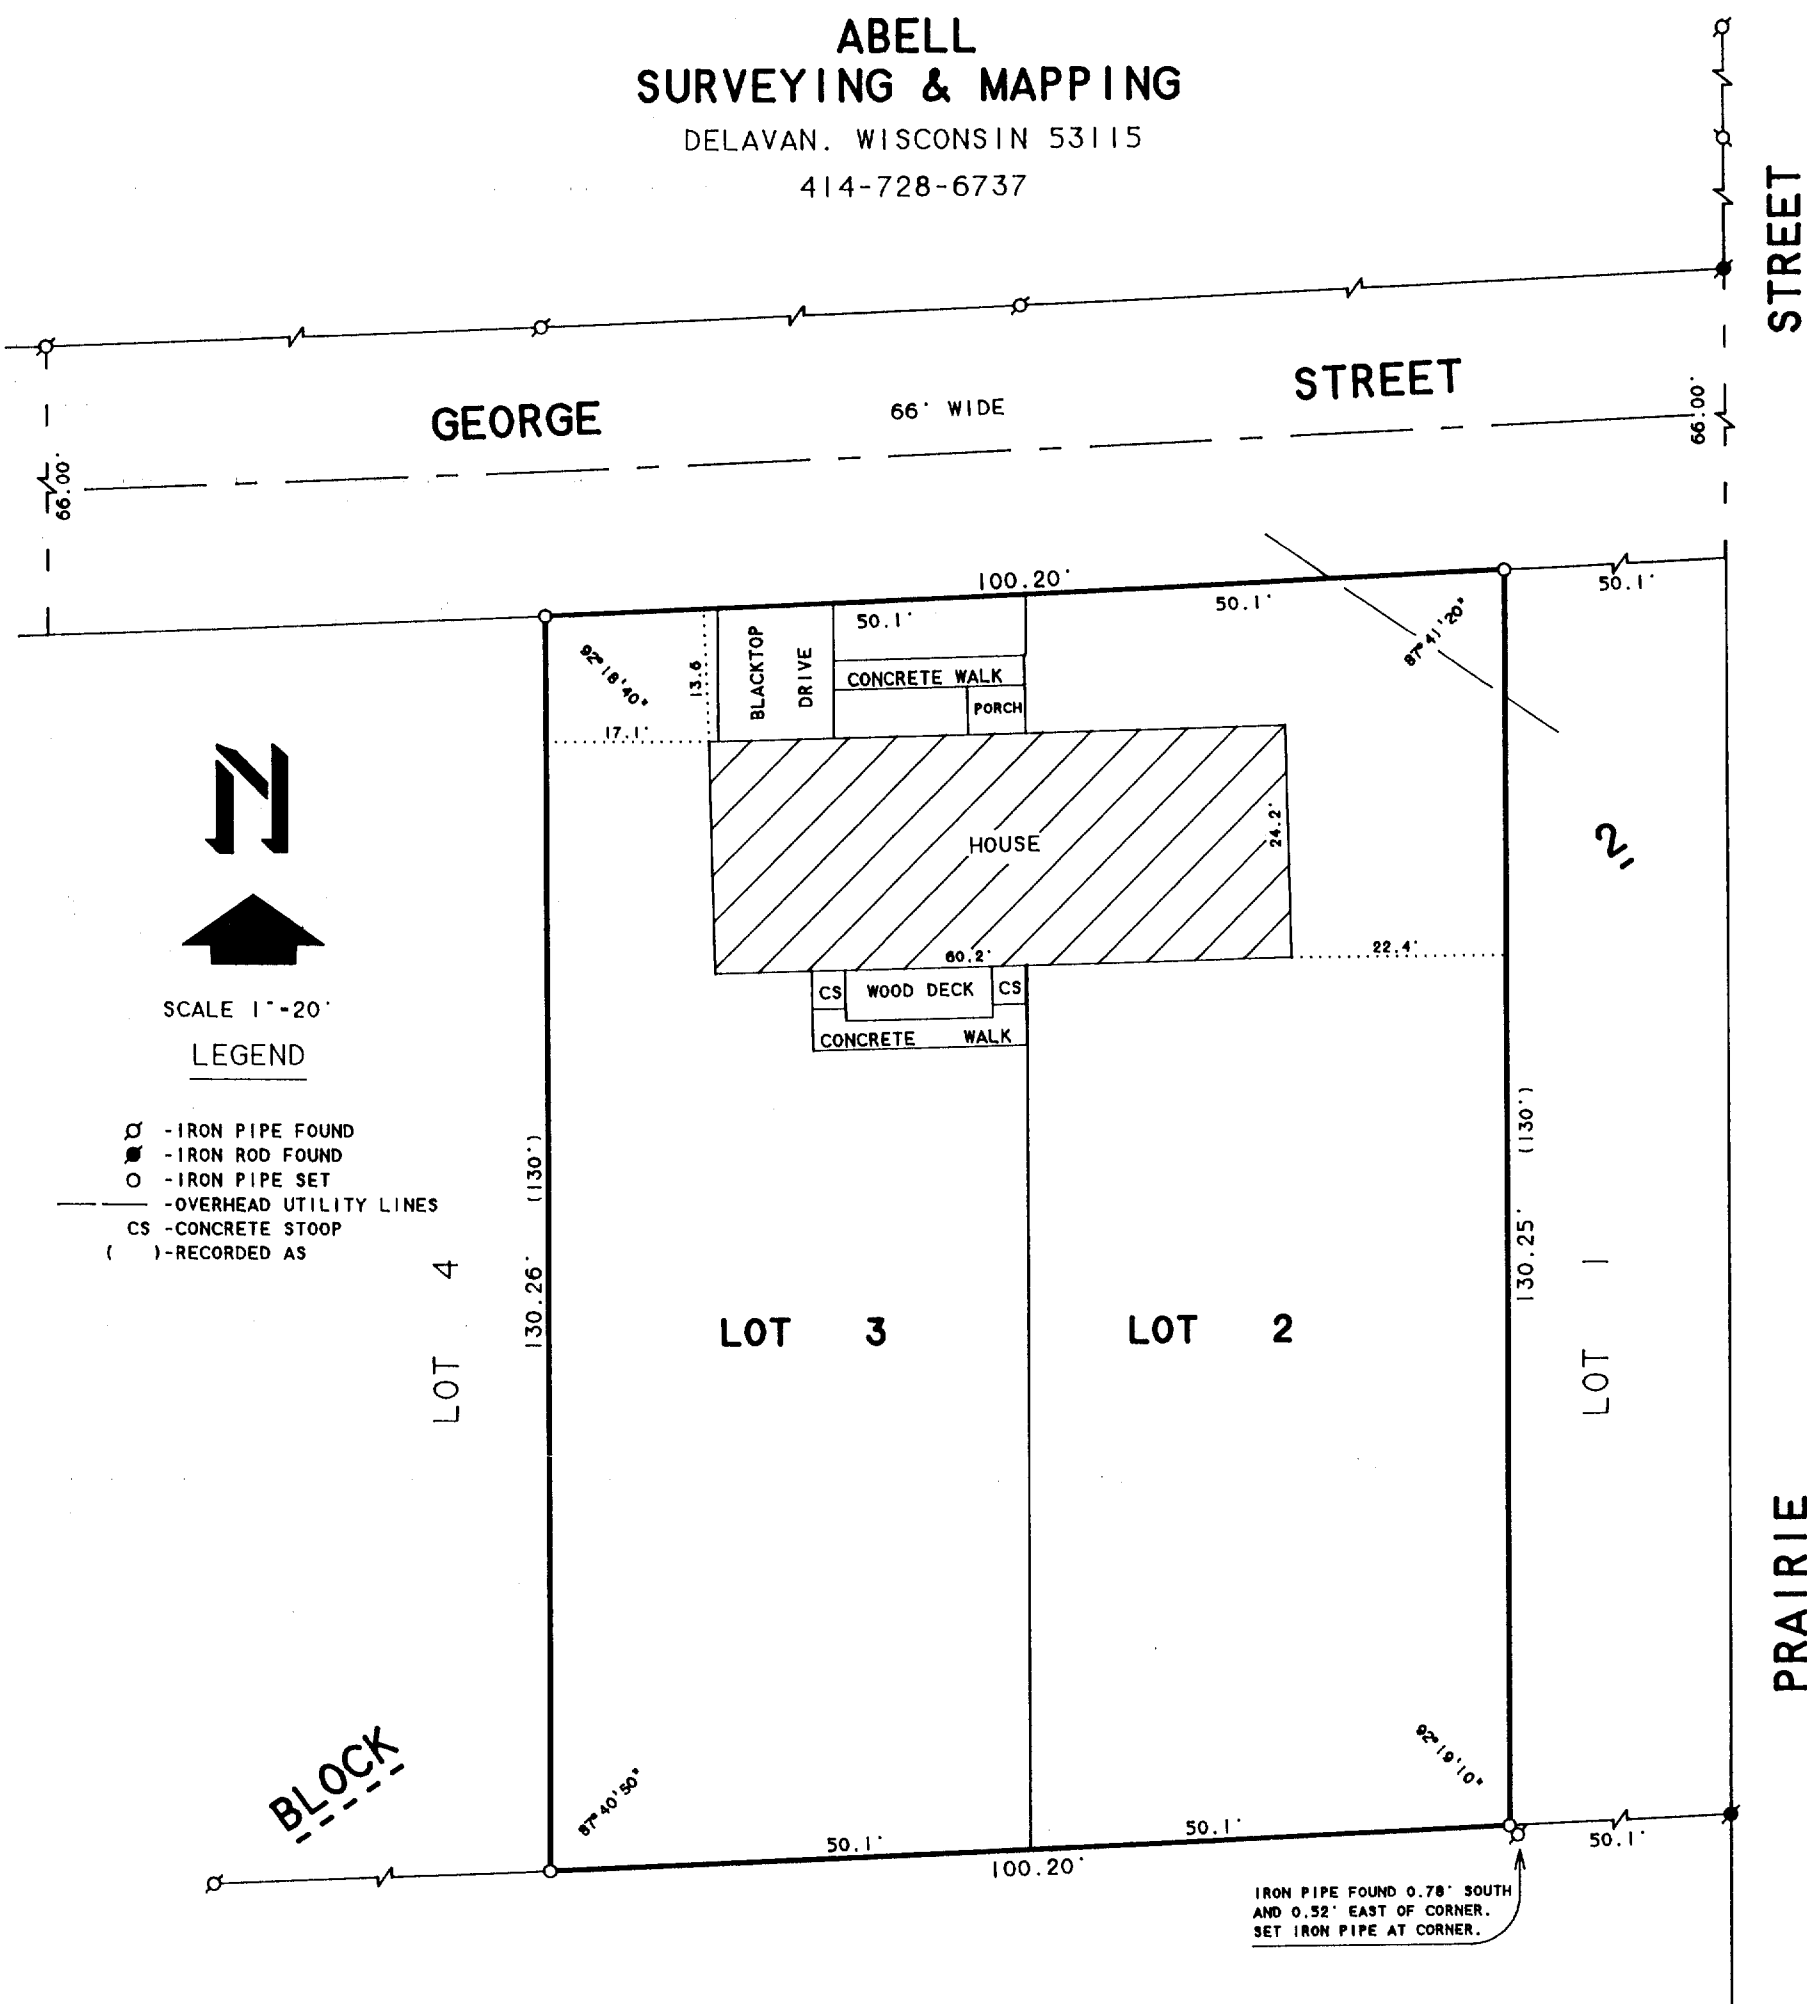 ABELL
SURVEYING & MAPPING
DELAVAN. WISCONSIN 53115
414-728-6737
STREET
GEORGE
66' WIDE
STREET
66.00'
66.00'
100.20'
50.1'
50.1'
50.1'
92°18'40"
87°41'20"
13.6
BLACKTOP
DRIVE
CONCRETE WALK
PORCH
17.1'
N
HOUSE
24.2'
2
60.2'
22.4'
CS
WOOD DECK
CS
CONCRETE WALK
SCALE 1"-20'
LEGEND
-IRON PIPE FOUND
-IRON ROD FOUND
-IRON PIPE SET
-OVERHEAD UTILITY LINES
CS -CONCRETE STOOP
( )-RECORDED AS
(130')
130.26'
(130')
130.25'
LOT 4
LOT 3
LOT 2
LOT 1
PRAIRIE
BLOCK
87°40'50"
92°19'10"
50.1'
50.1'
50.1'
100.20'
IRON PIPE FOUND 0.78' SOUTH
AND 0.52' EAST OF CORNER.
SET IRON PIPE AT CORNER.